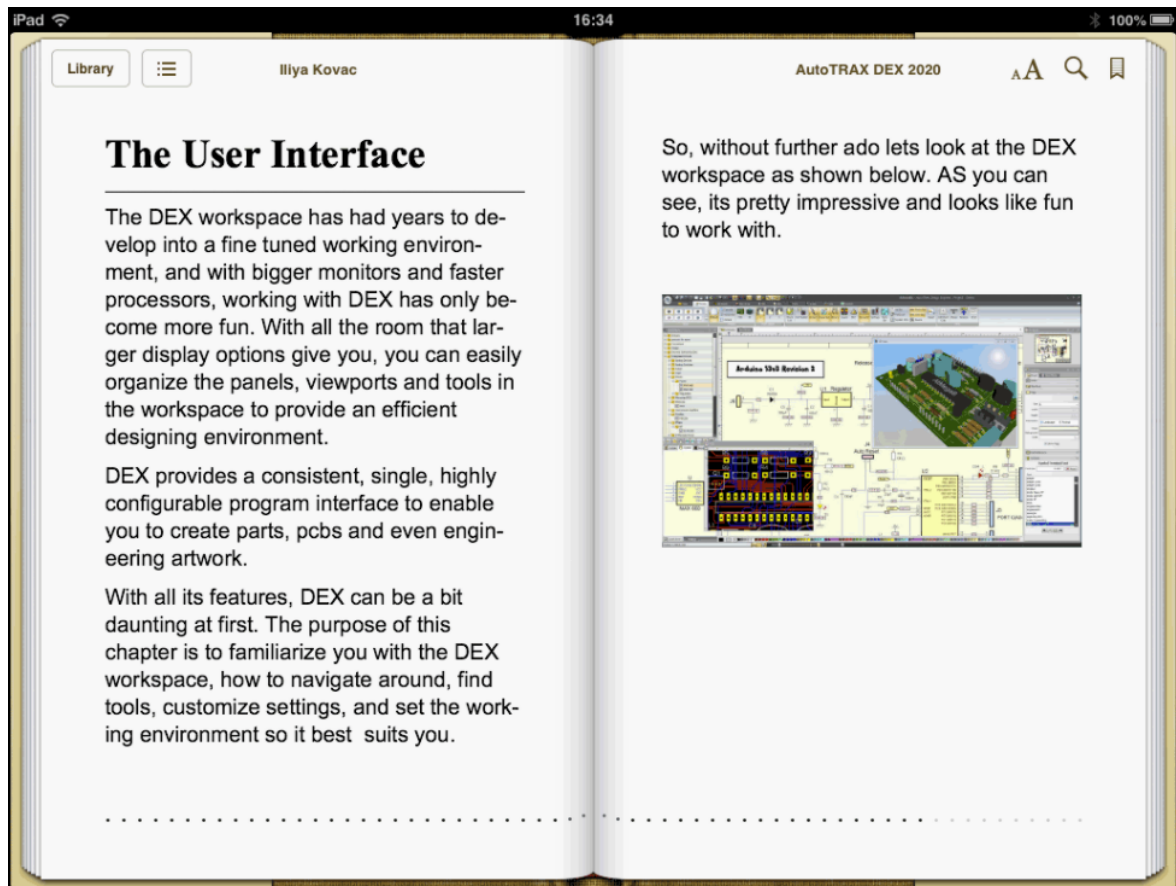 iPad
16:34
100%
Library
Iliya Kovac
AutoTRAX DEX 2020
AA
The User Interface
The DEX workspace has had years to de-
velop into a fine tuned working environ-
ment, and with bigger monitors and faster
processors, working with DEX has only be-
come more fun. With all the room that lar-
ger display options give you, you can easily
organize the panels, viewports and tools in
the workspace to provide an efficient
designing environment.
DEX provides a consistent, single, highly
configurable program interface to enable
you to create parts, pcbs and even engin-
eering artwork.
With all its features, DEX can be a bit
daunting at first. The purpose of this
chapter is to familiarize you with the DEX
workspace, how to navigate around, find
tools, customize settings, and set the work-
ing environment so it best  suits you.
So, without further ado lets look at the DEX
workspace as shown below. AS you can
see, its pretty impressive and looks like fun
to work with.
Regulator
Auto Reset